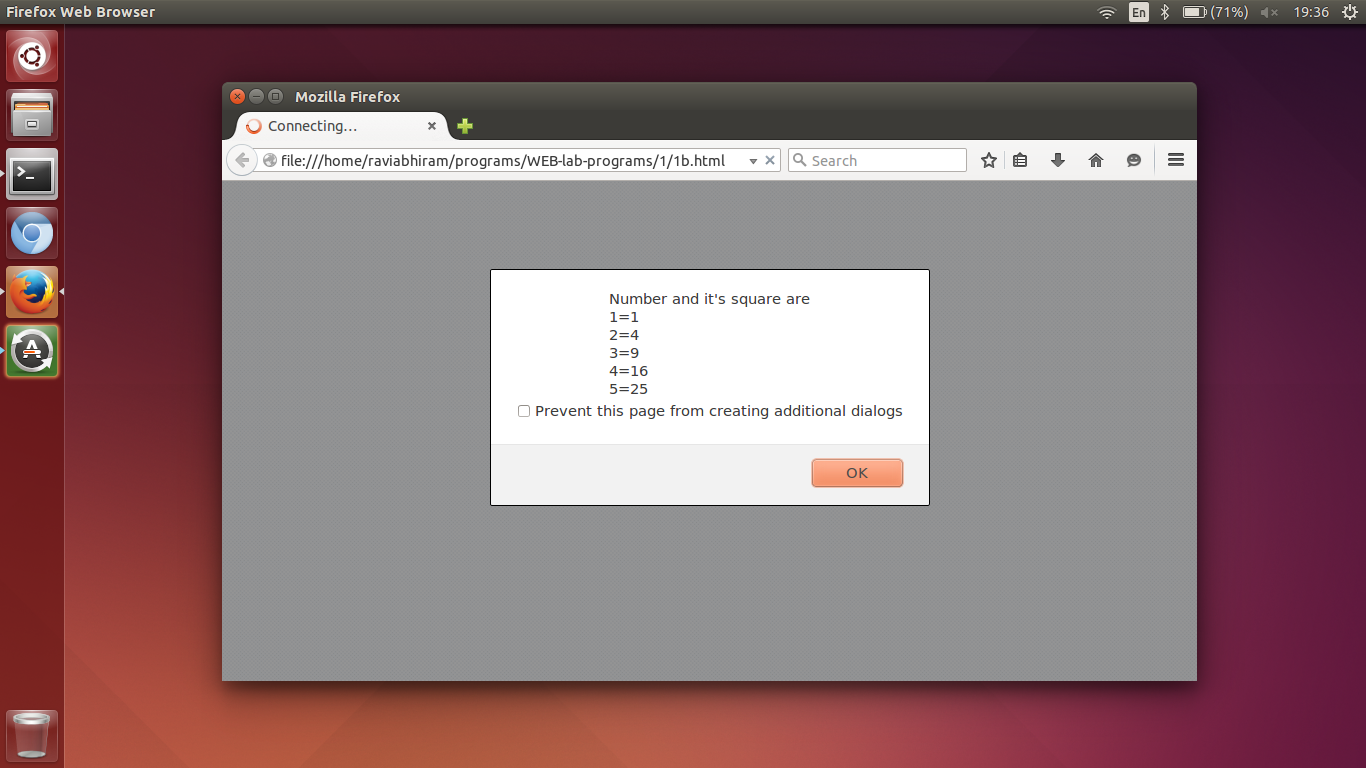 Firefox Web Browser
En
(71%)
19:36
Mozilla Firefox
Connecting...
file:///home/raviabhiram/programs/WEB-lab-programs/1/1b.html
Search
Number and it's square are
1=1
2=4
3=9
4=16
5=25
Prevent this page from creating additional dialogs
OK